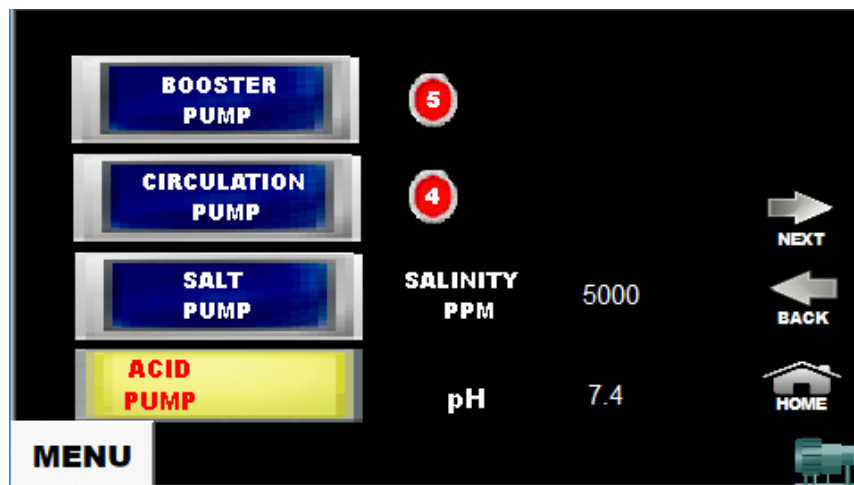 BOOSTER
PUMP
5
CIRCULATION
PUMP
4
NEXT
SALT
PUMP
SALINITY
PPM
5000
BACK
ACID
PUMP
pH
7.4
HOME
MENU